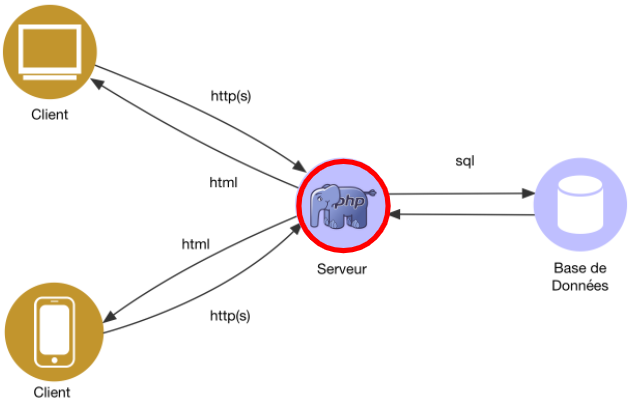 Client
http(s)
html
sql
php
Serveur
Base de
Données
html
http(s)
Client